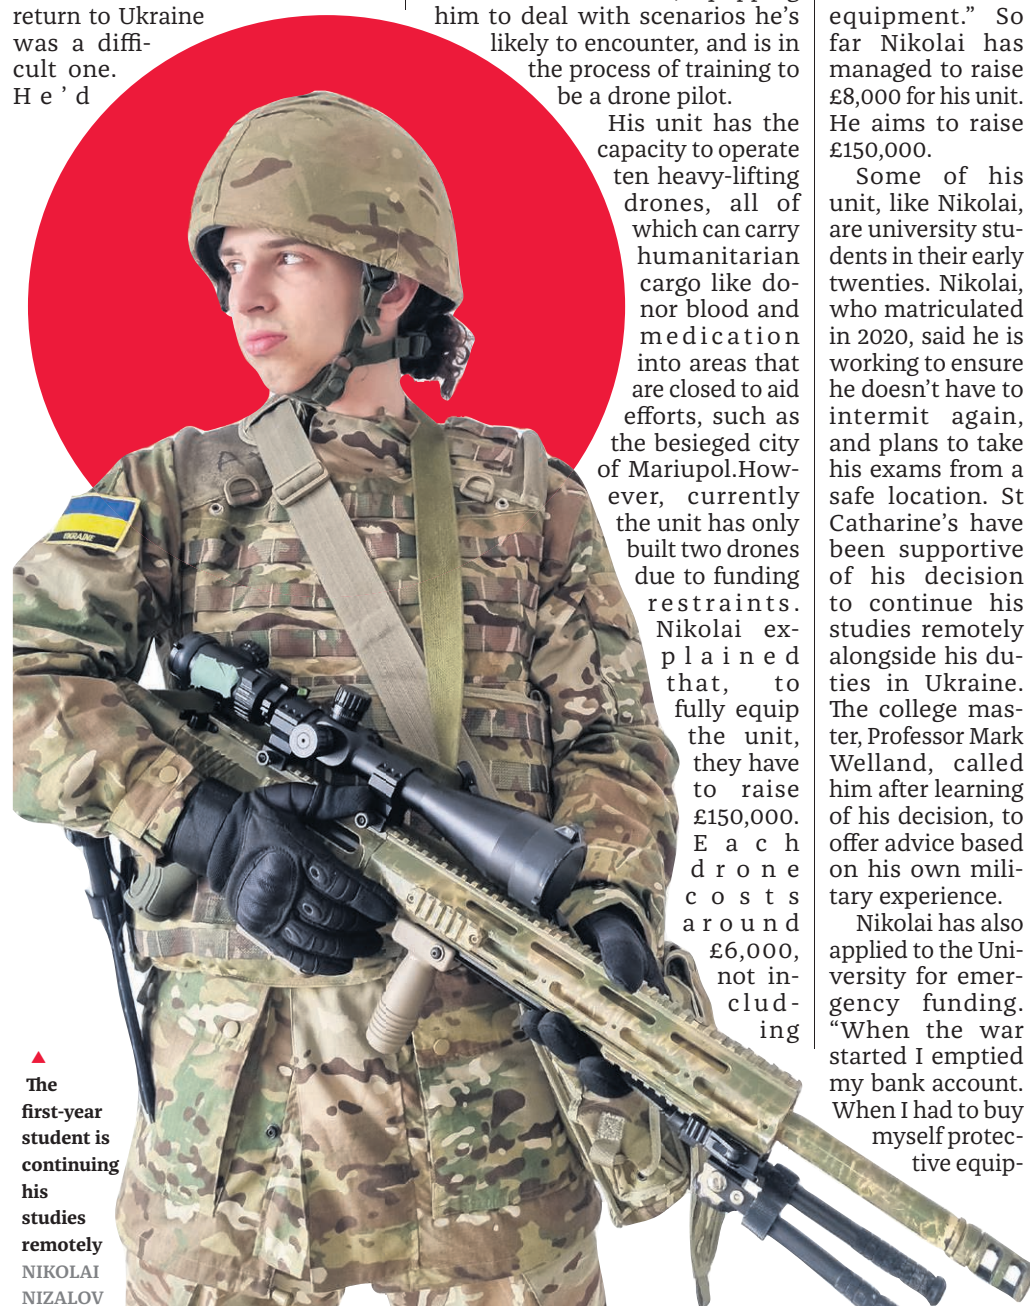 return to Ukraine
was a diffi-
cult one.
He'd
him to deal with scenarios he's
likely to encounter, and is in
the process of training to
be a drone pilot.
His unit has the
capacity to operate
ten heavy-lifting
drones, all of
which can carry
humanitarian
cargo like do-
nor blood and
medication
into areas that
are closed to aid
efforts, such as
the besieged city
of Mariupol.How-
ever, currently
the unit has only
built two drones
due to funding
restraints.
Nikolai ex-
plained
that, to
fully equip
the unit,
they have
to raise
£150,000.
Each
drone
costs
around
£6,000,
not in-
clud-
ing
equipment.” So
far Nikolai has
managed to raise
£8,000 for his unit.
He aims to raise
£150,000.
Some of his
unit, like Nikolai,
are university stu-
dents in their early
twenties. Nikolai,
who matriculated
in 2020, said he is
working to ensure
he doesn't have to
intermit again,
and plans to take
his exams from a
safe location. St
Catharine's have
been supportive
of his decision
to continue his
studies remotely
alongside his du-
ties in Ukraine.
The college mas-
ter, Professor Mark
Welland, called
him after learning
of his decision, to
offer advice based
on his own mili-
tary experience.
Nikolai has also
applied to the Uni-
versity for emer-
gency funding.
“When the war
started I emptied
my bank account.
When I had to buy
myself protec-
tive equip-
UKRAINE
▲
The
first-year
student is
continuing
his
studies
remotely
NIKOLAI
NIZALOV